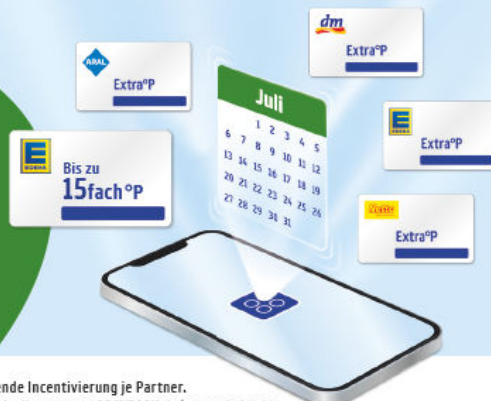 dm
Extra°P
ARAL
Extra°P
Juli
1 2 3 4 5
6 7 8 9 10 11 12
13 14 15 16 17 18 19
20 21 22 23 24 25 26
27 28 29 30 31
EDEKA
Extra°P
E
EDEKA
Bis zu
15fach°P
Netto
Extra°P
ende Incentivierung je Partner.